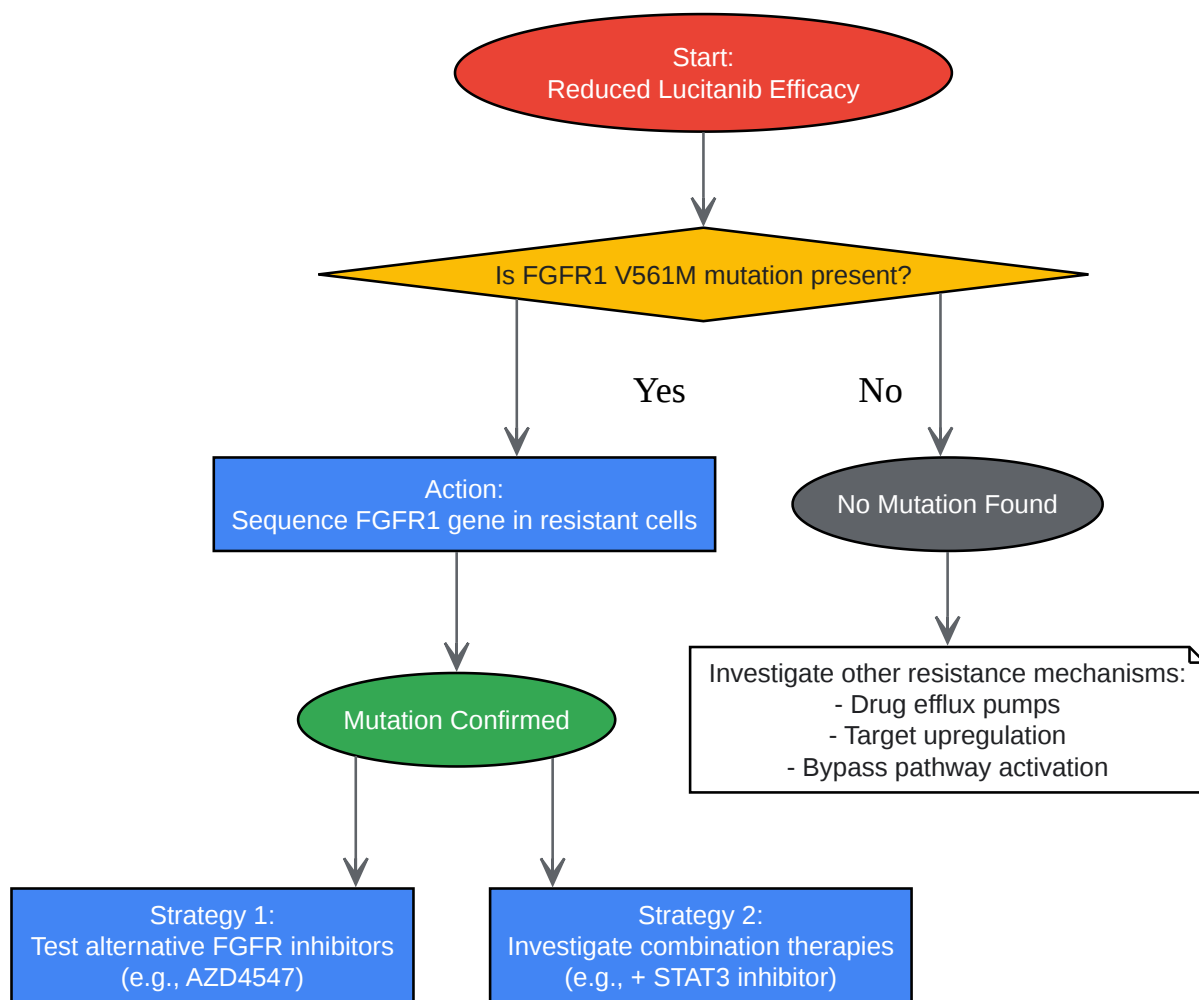 Start:
Reduced Lucitanib Efficacy
Is FGFR1 V561M mutation present?
Yes
No
Action:
Sequence FGFR1 gene in resistant cells
No Mutation Found
Mutation Confirmed
Investigate other resistance mechanisms:
- Drug efflux pumps
- Target upregulation
- Bypass pathway activation
Strategy 1:
Test alternative FGFR inhibitors
(e.g., AZD4547)
Strategy 2:
Investigate combination therapies
(e.g., + STAT3 inhibitor)